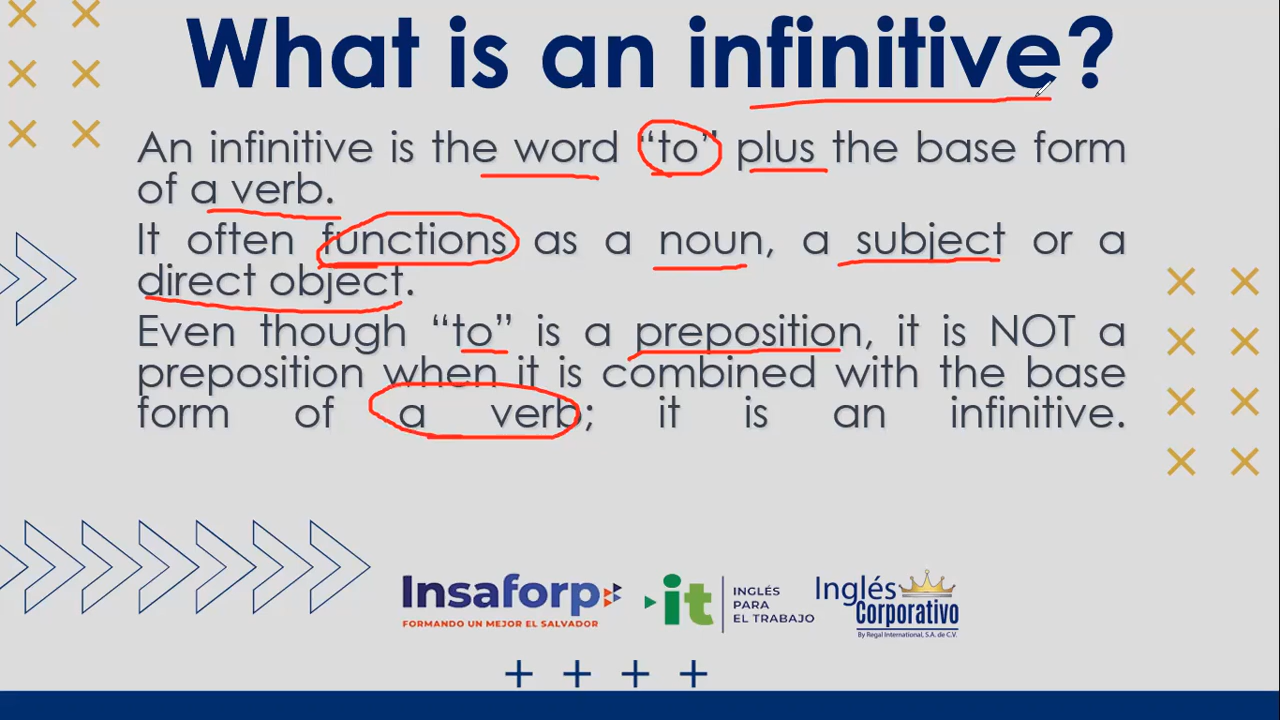 What is an infinitive?
An infinitive is the word “to” plus the base form
of a verb.
It often functions as a noun, a subject or a
direct object.
Even though “to” is a preposition, it is NOT a
preposition when it is combined with the base
form of a verb; it is an infinitive.
Insaforp
FORMANDO UN MEJOR EL SALVADOR
it
INGLÉS
PARA
EL TRABAJO
Inglés
Corporativo
By Regal International, S.A. de C.V.